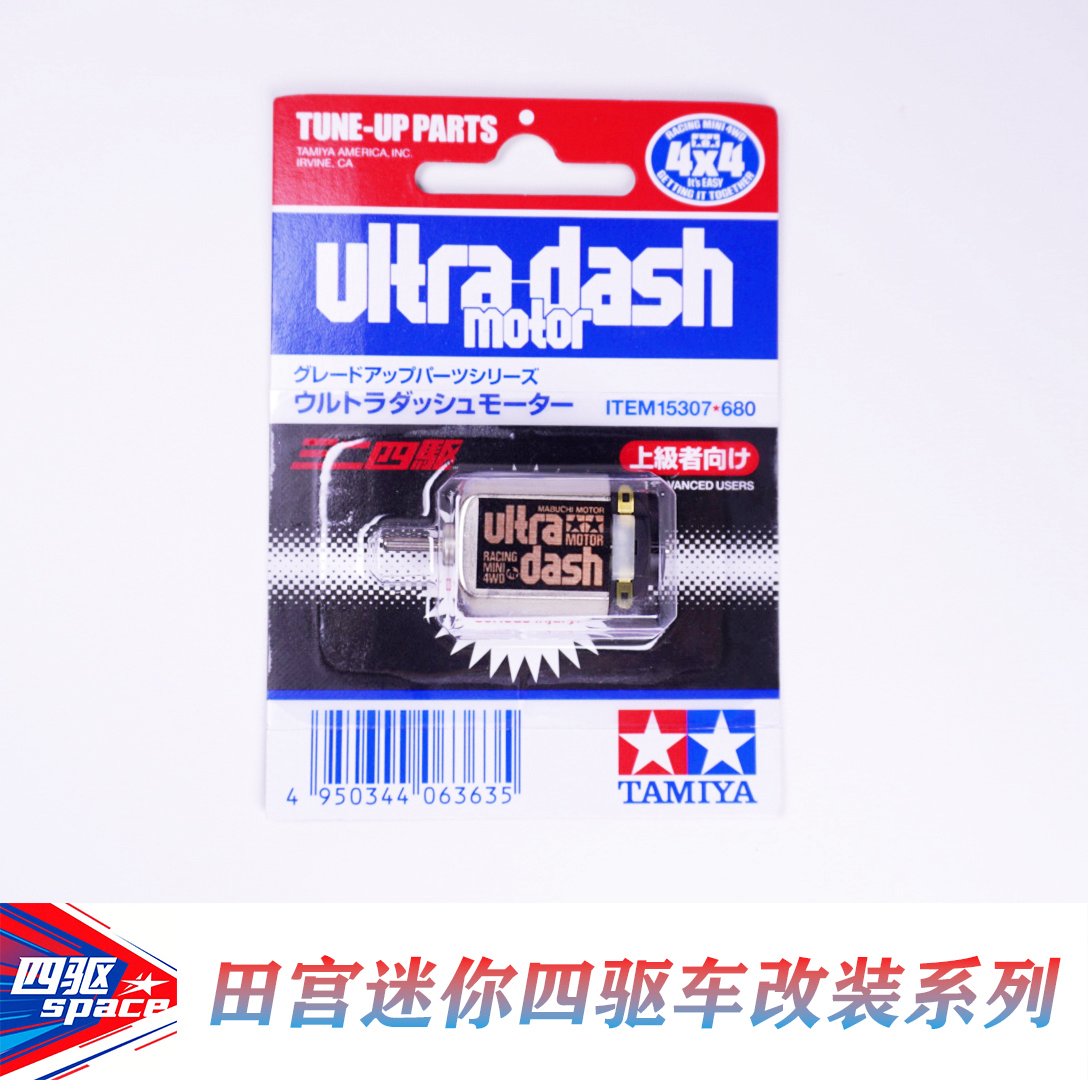 TUNE-UP PARTS
TAMIYA AMERICA, INC.
IRVINE, CA
RACING MINI 4WD
4x4
It's EASY
GETTING IT TOGETHER
ultra-dash
motor
グレードアップパーツシリーズ
ウルトラダッシュモーター
ITEM 15307★680
ミニ四駆
上級者向け
VANCED USERS
MABUCHI MOTOR
ultra
MOTOR
RACING
MINI
4WD
dash
4 950344 063635
TAMIYA
四驱
space
田宫迷你四驱车改装系列